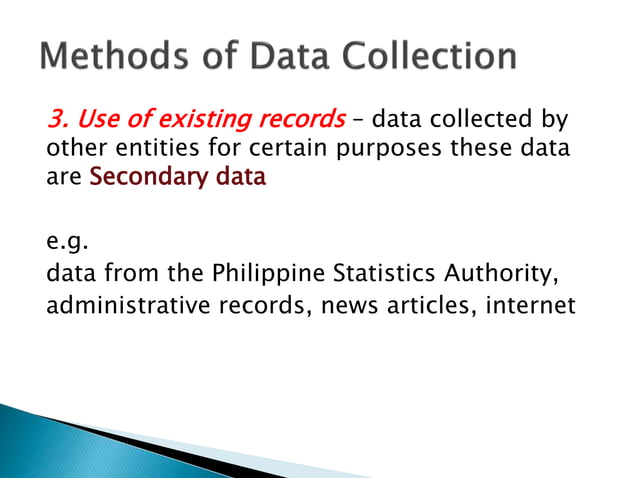 Methods of Data Collection
3. Use of existing records – data collected by
other entities for certain purposes these data
are Secondary data
e.g.
data from the Philippine Statistics Authority,
administrative records, news articles, internet